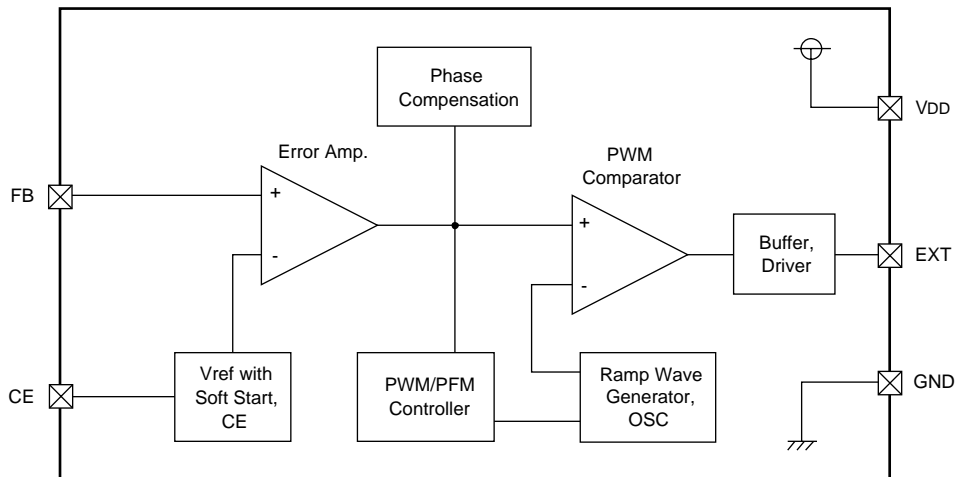 Phase
Compensation
VDD
Error Amp.
PWM
Comparator
FB
+
-
+
-
Buffer,
Driver
EXT
CE
Vref with
Soft Start,
CE
PWM/PFM
Controller
Ramp Wave
Generator,
OSC
GND